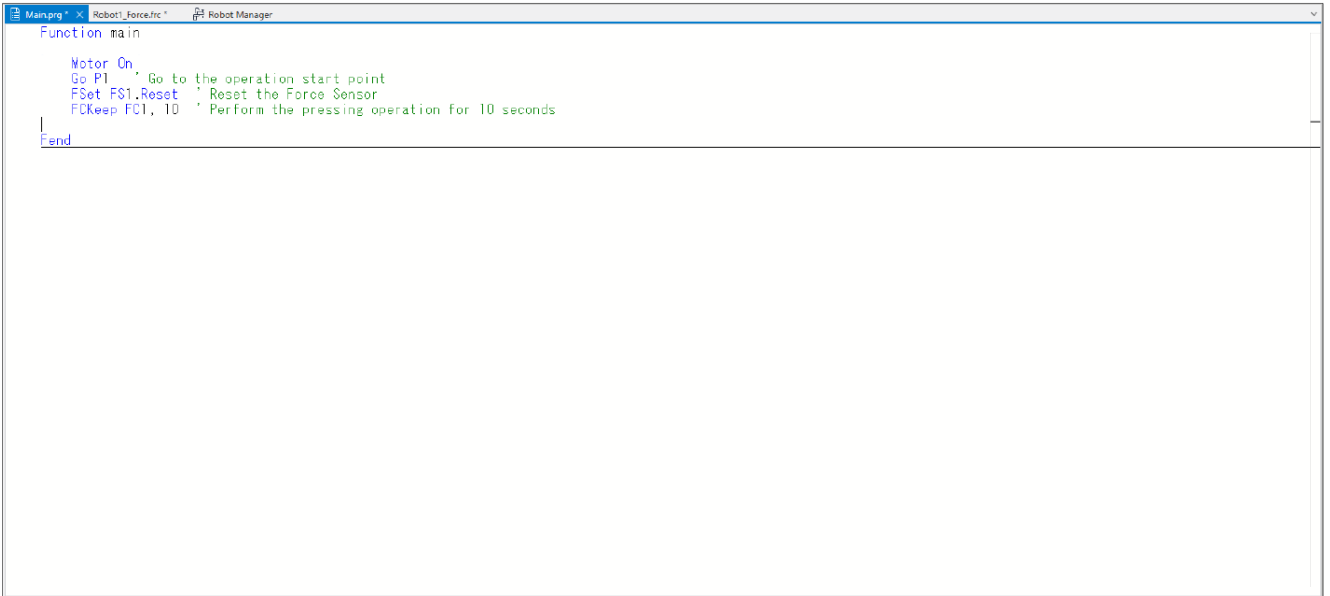 Main.prg * × Robot1_Force.frc * Robot Manager
Function main
Motor On
Go P1 ' Go to the operation start point
FSet FS1.Reset ' Reset the Force Sensor
FCKeep FC1, 10 ' Perform the pressing operation for 10 seconds
Fend